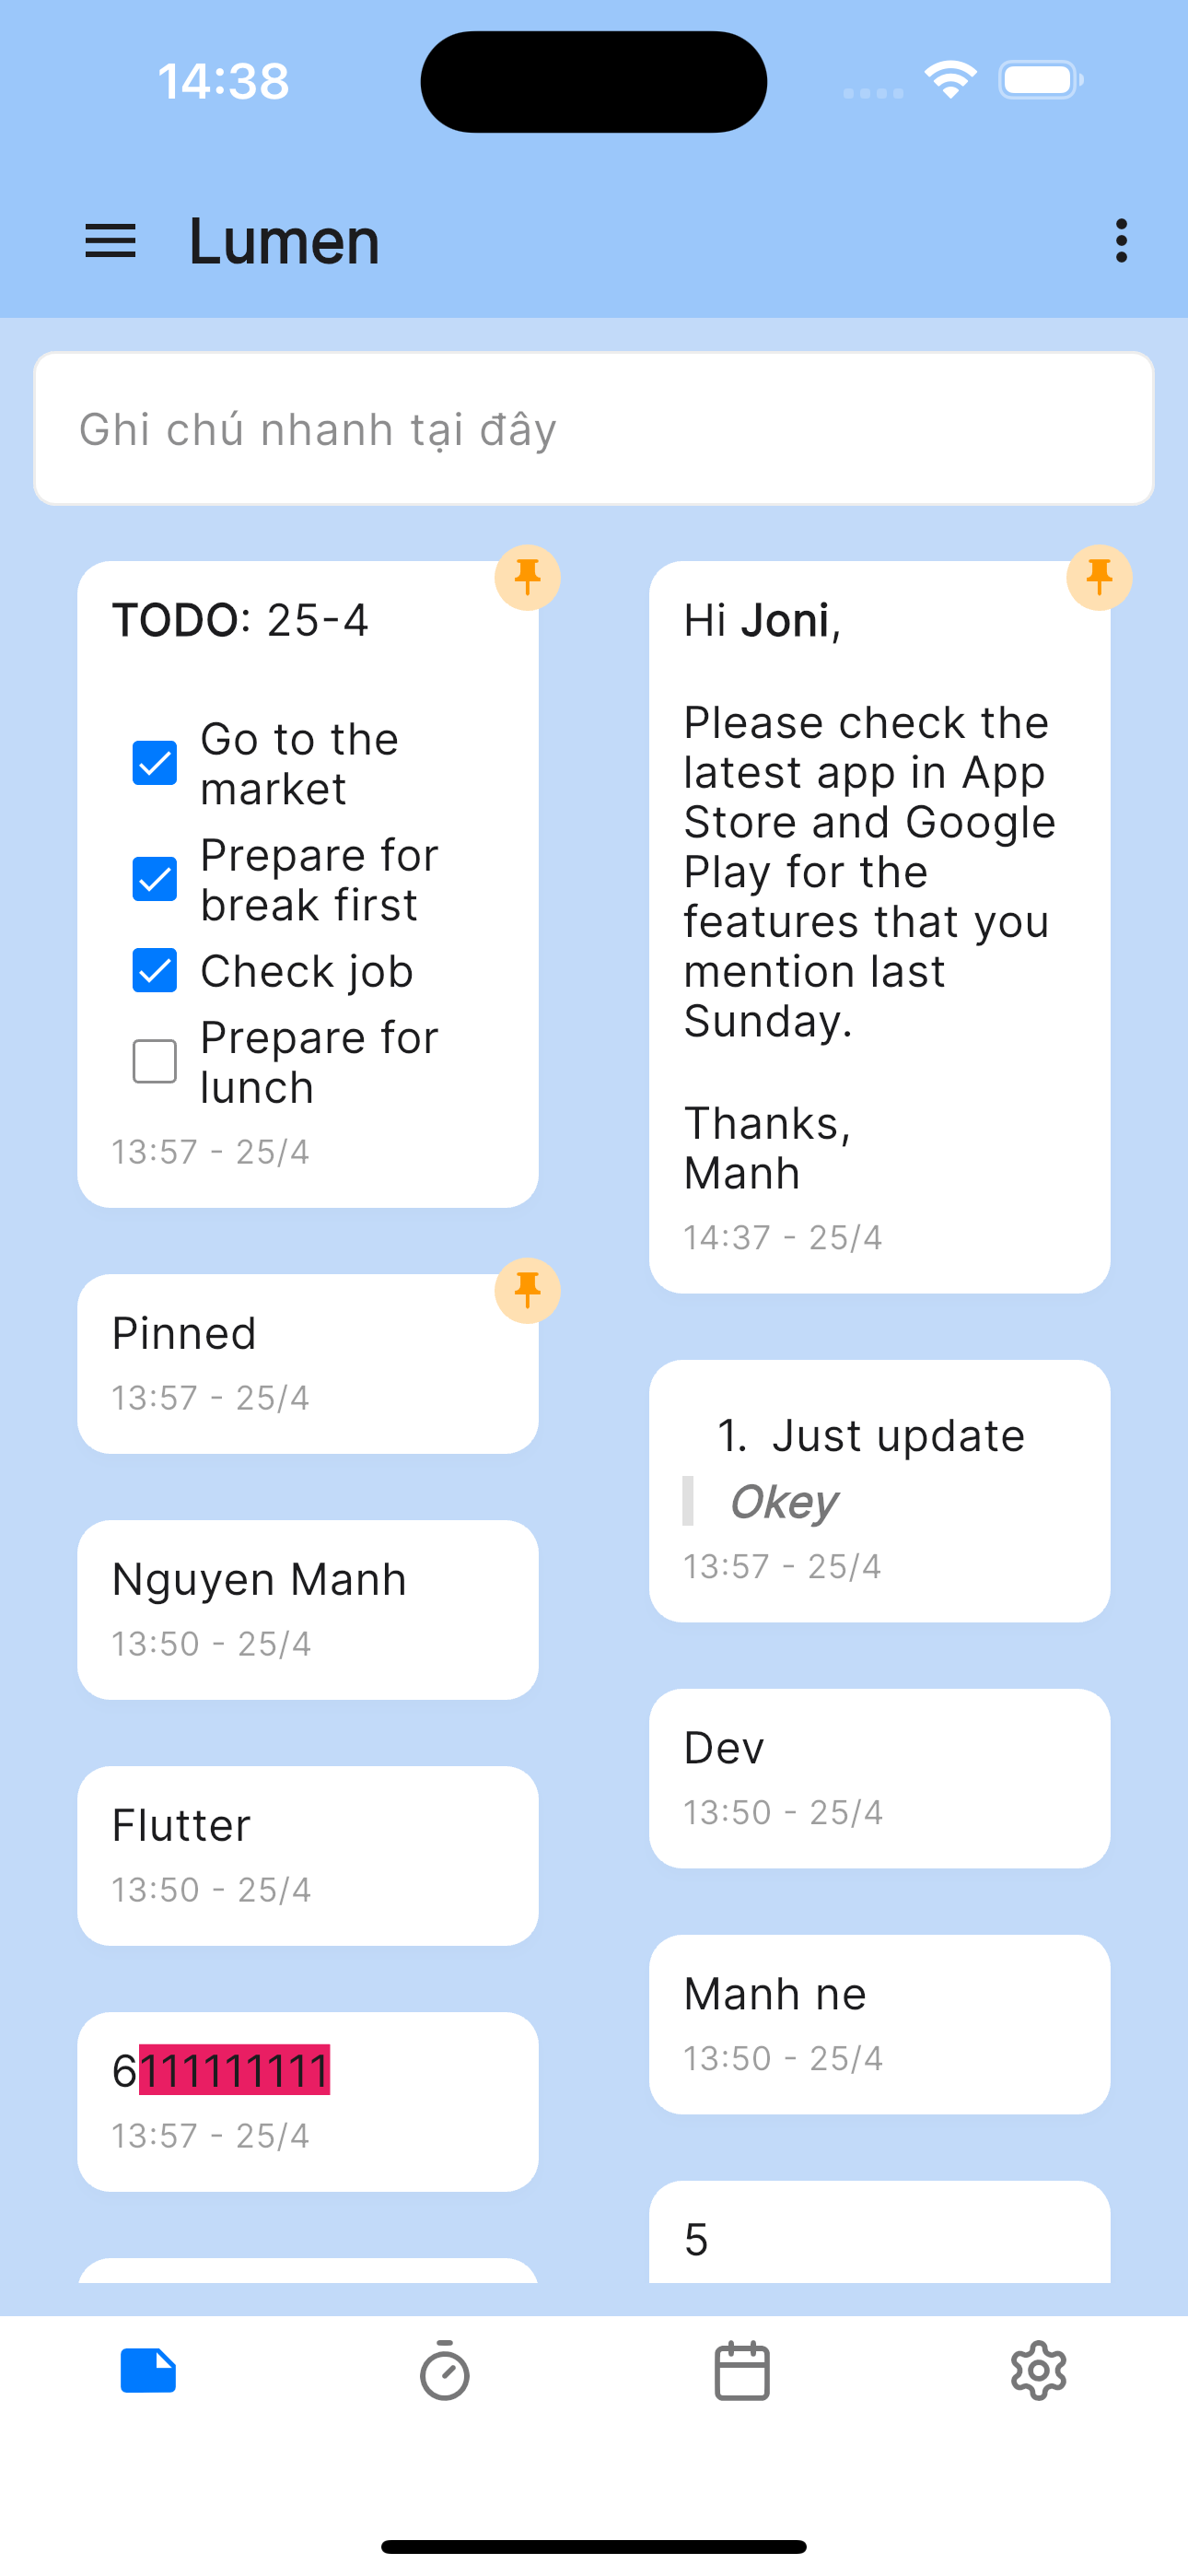 14:38
Lumen
Ghi chú nhanh tại đây
TODO: 25-4
Go to the
market
Prepare for
break first
Check job
Prepare for
lunch
13:57 - 25/4
Hi Joni,
Please check the
latest app in App
Store and Google
Play for the
features that you
mention last
Sunday.
Thanks,
Manh
14:37 - 25/4
Pinned
13:57 - 25/4
1. Just update
Okey
13:57 - 25/4
Nguyen Manh
13:50 - 25/4
Dev
13:50 - 25/4
Flutter
13:50 - 25/4
Manh ne
13:50 - 25/4
6111111111
13:57 - 25/4
5